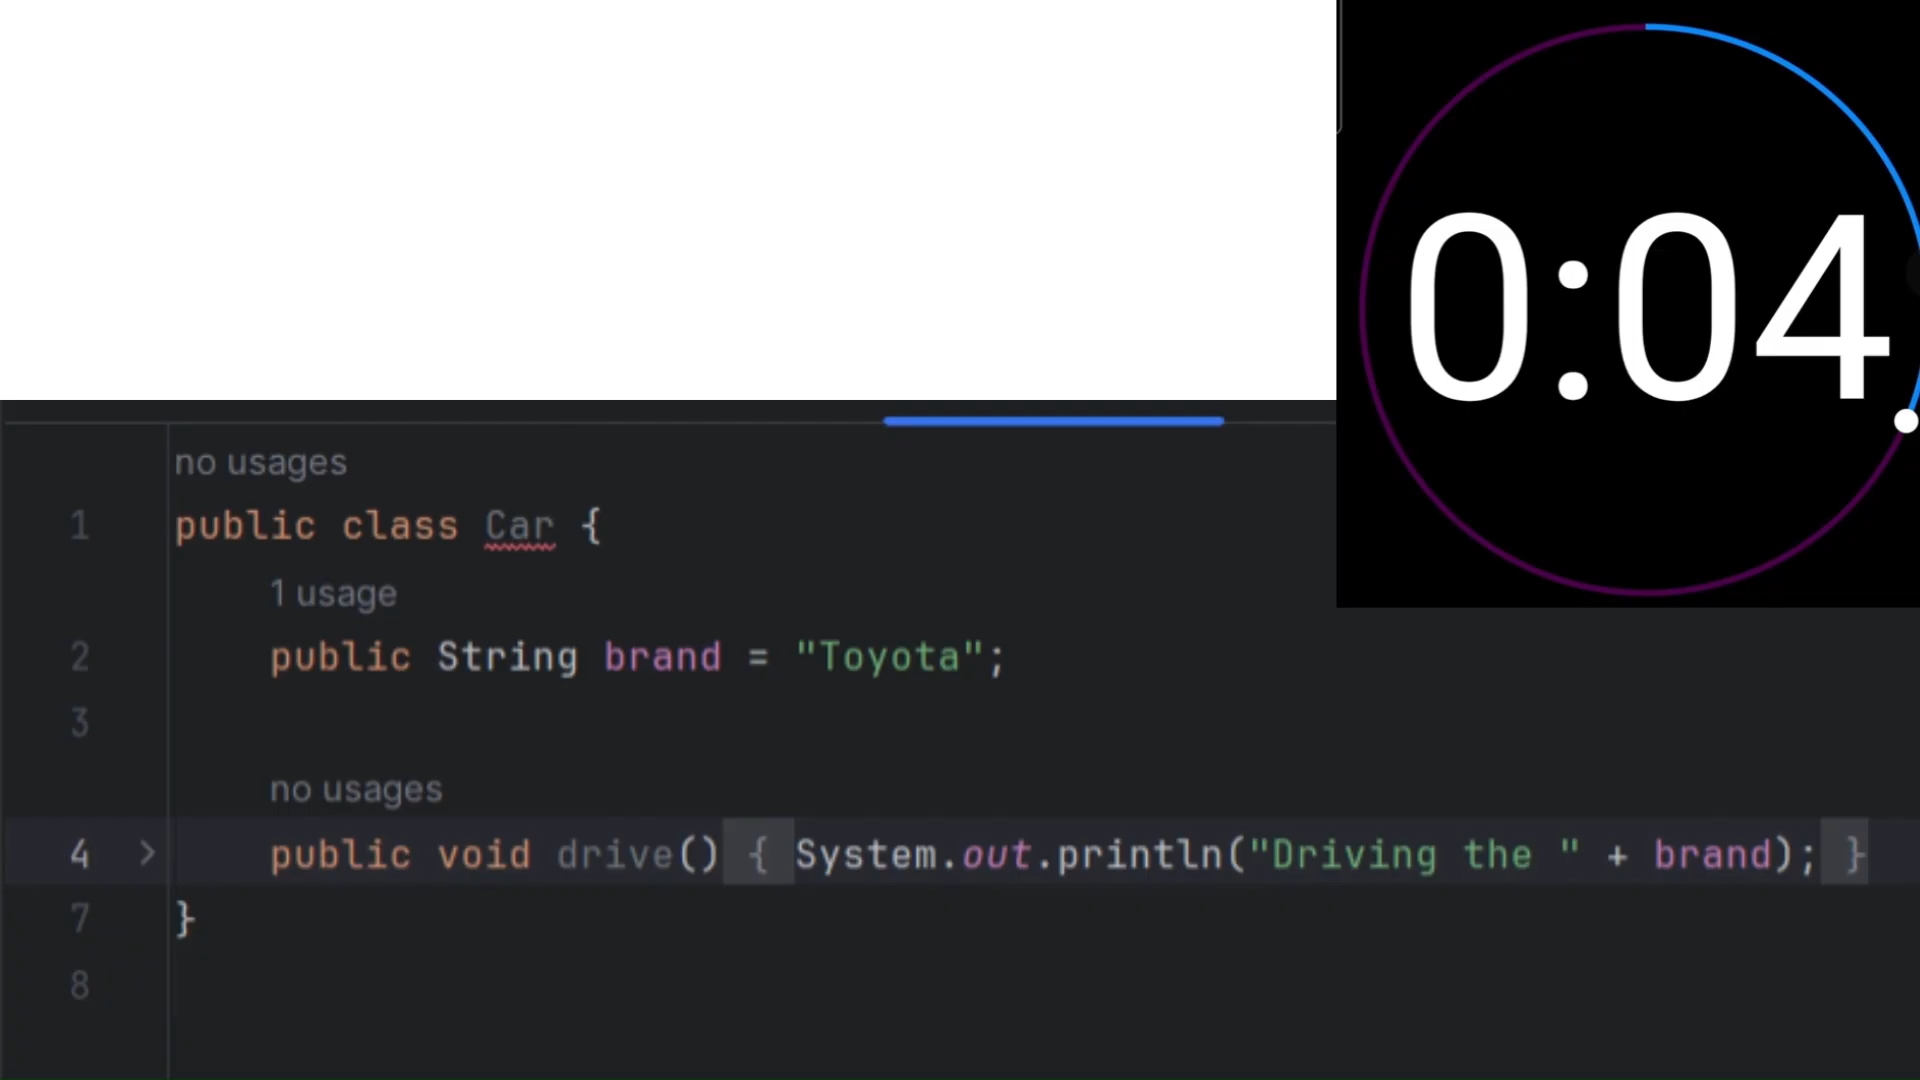 0:04
no usages
1 public class Car {
1 usage
2 public String brand = "Toyota";
3
no usages
4 > public void drive() { System.out.println("Driving the " + brand); }
7 }
8